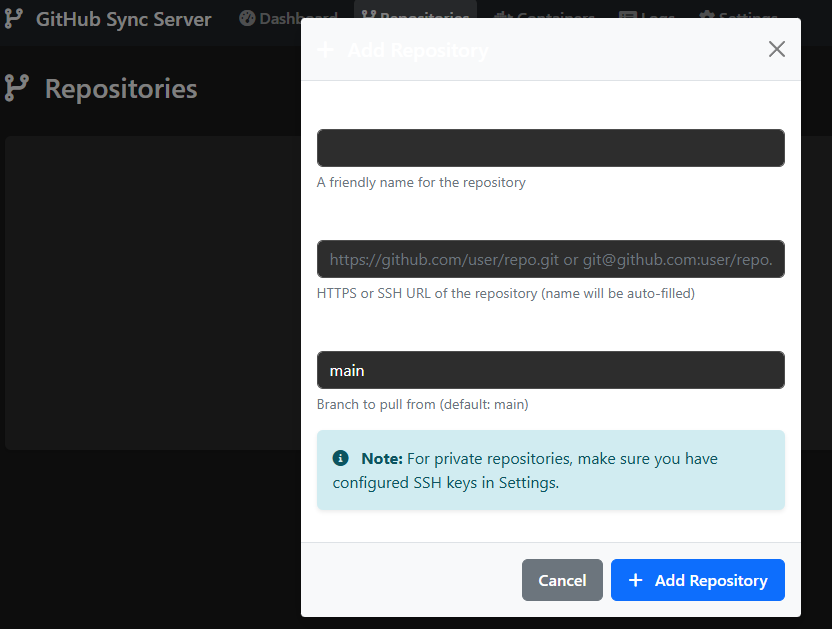 GitHub Sync Server
Dashboard
Repositories
Containers
Logs
Settings
Repositories
Add Repository
A friendly name for the repository
https://github.com/user/repo.git or git@github.com:user/repo.
HTTPS or SSH URL of the repository (name will be auto-filled)
main
Branch to pull from (default: main)
Note: For private repositories, make sure you have
configured SSH keys in Settings.
Cancel
Add Repository